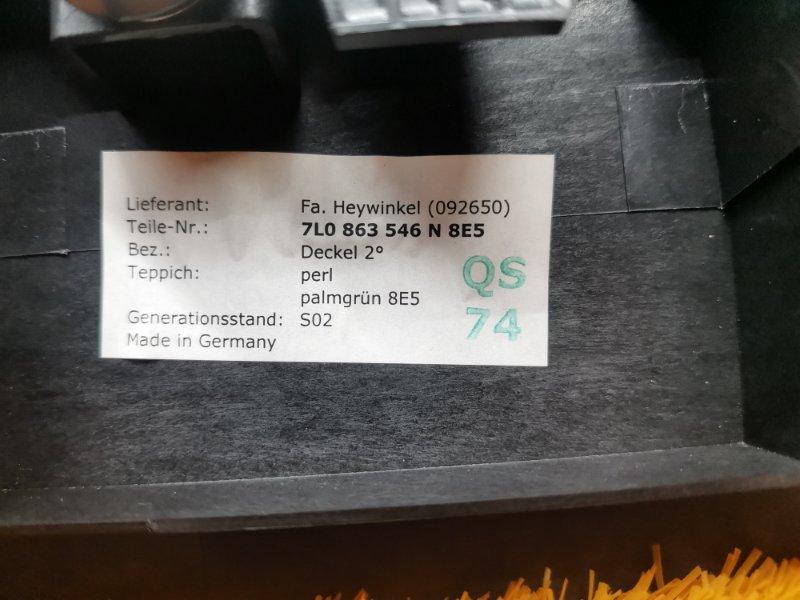 Lieferant: Fa. Heywinkel (092650)
Teile-Nr.: 7L0 863 546 N 8E5
Bez.: Deckel 2°
Teppich: perl
palmgrün 8E5
Generationsstand: S02
Made in Germany
QS
74